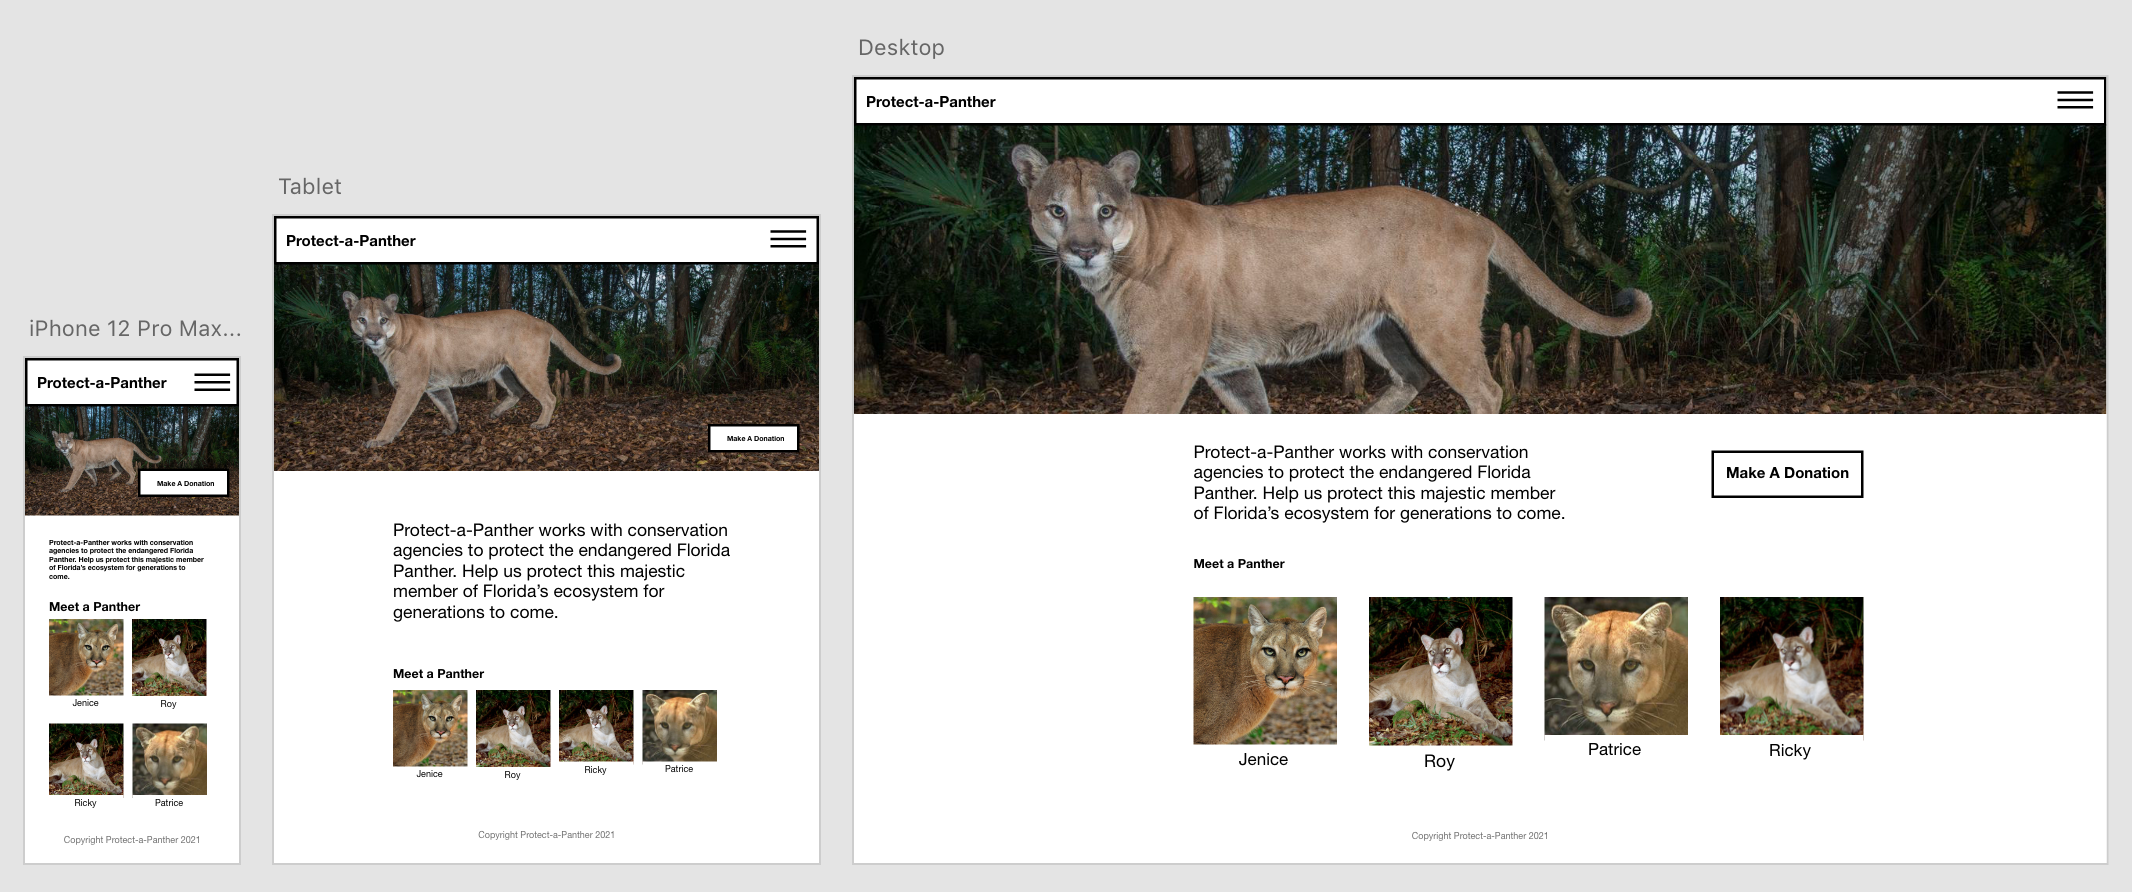 iPhone 12 Pro Max...
Protect-a-Panther
Make A Donation
Protect-a-Panther works with conservation
agencies to protect the endangered Florida
Panther. Help us protect this majestic member
of Florida’s ecosystem for generations to
come.
Meet a Panther
Jenice
Roy
Ricky
Patrice
Copyright Protect-a-Panther 2021
Tablet
Protect-a-Panther
Make A Donation
Protect-a-Panther works with conservation
agencies to protect the endangered Florida
Panther. Help us protect this majestic
member of Florida’s ecosystem for
generations to come.
Meet a Panther
Jenice
Roy
Ricky
Patrice
Copyright Protect-a-Panther 2021
Desktop
Protect-a-Panther
Protect-a-Panther works with conservation
agencies to protect the endangered Florida
Panther. Help us protect this majestic member
of Florida’s ecosystem for generations to come.
Make A Donation
Meet a Panther
Jenice
Roy
Patrice
Ricky
Copyright Protect-a-Panther 2021